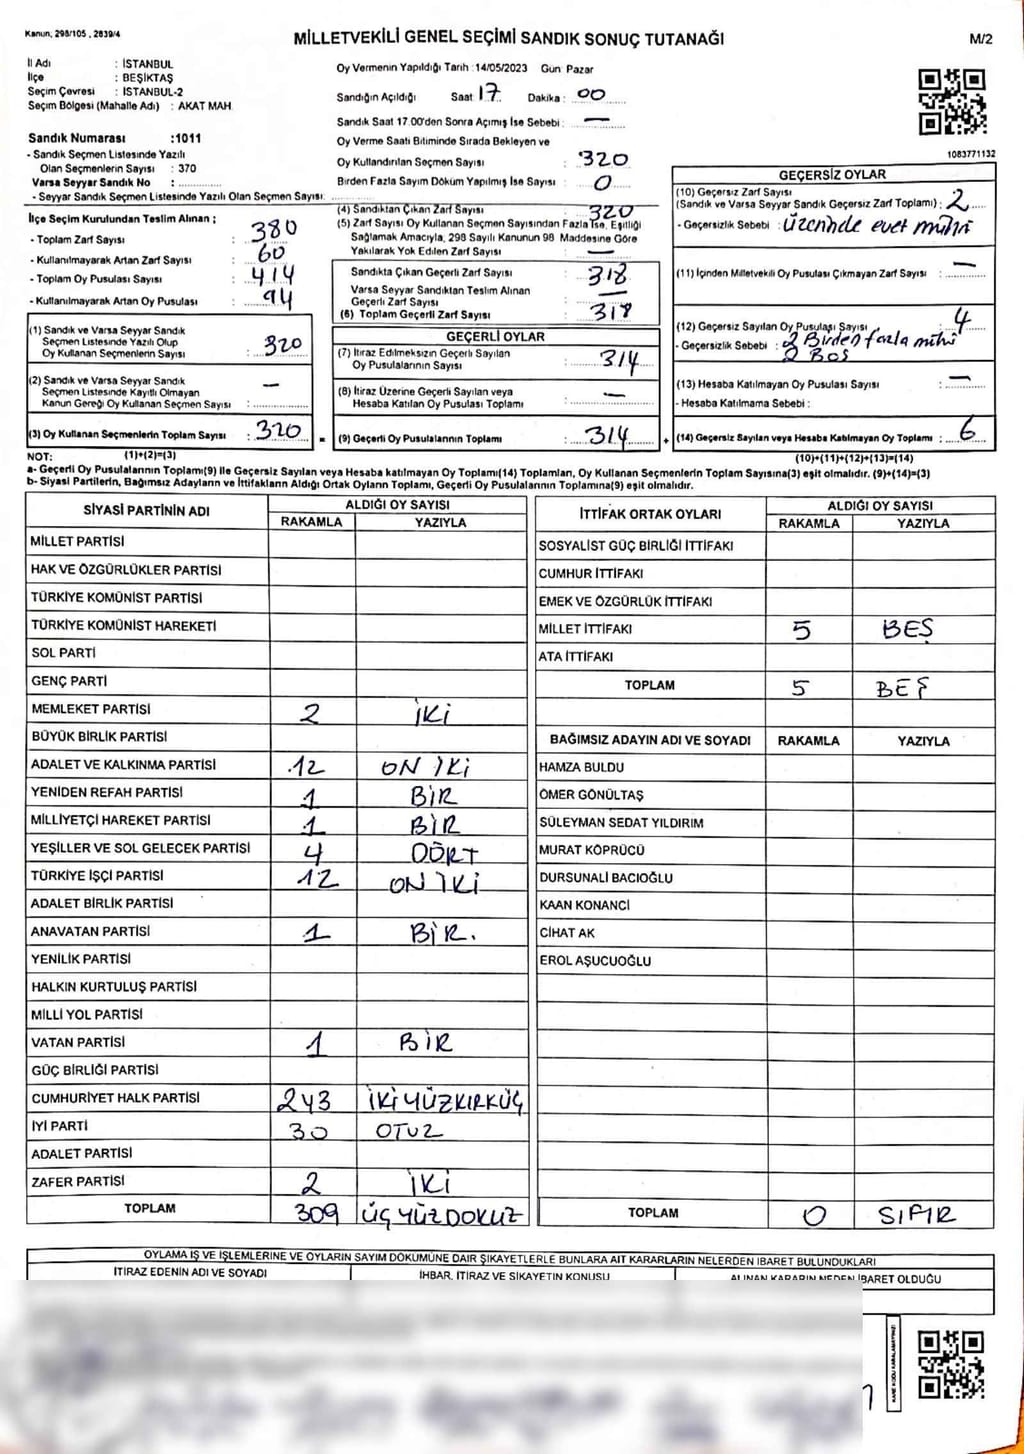 Kanun, 298/105 , 2839/4
MİLLETVEKİLİ GENEL SEÇİMİ SANDIK SONUÇ TUTANAĞI
M/2
İl Adı : İSTANBUL
İlçe : BEŞİKTAŞ
Seçim Çevresi : İSTANBUL-2
Seçim Bölgesi (Mahalle Adı) : AKAT MAH.
Sandık Numarası :1011
- Sandık Seçmen Listesinde Yazılı
Olan Seçmenlerin Sayısı : 370
Varsa Seyyar Sandık No :
- Seyyar Sandık Seçmen Listesinde Yazılı Olan Seçmen Sayısı:
Oy Vermenin Yapıldığı Tarih :14/05/2023 Gün Pazar
Sandığın Açıldığı Saat 17 Dakika : 00
Sandık Saat 17.00'den Sonra Açmış İse Sebebi : —
Oy Verme Saati Bitiminde Sırada Bekleyen ve
Oy Kullandırılan Seçmen Sayısı : 320
Birden Fazla Sayım Döküm Yapılmış İse Sayısı : 0
1083771132
İlçe Seçim Kurulundan Teslim Alınan ;
- Toplam Zarf Sayısı : 380
- Kullanılmayarak Artan Zarf Sayısı : 60
- Toplam Oy Pusulası Sayısı : 414
- Kullanılmayarak Artan Oy Pusulası : 94
(1) Sandık ve Varsa Seyyar Sandık
Seçmen Listesinde Yazılı Olup
Oy Kullanan Seçmenlerin Sayısı : 320
(2) Sandık ve Varsa Seyyar Sandık
Seçmen Listesinde Kayıtlı Olmayan
Kanun Gereği Oy Kullanan Seçmen Sayısı : —
(3) Oy Kullanan Seçmenlerin Toplam Sayısı : 320 =
(4) Sandıktan Çıkan Zarf Sayısı : 320
(5) Zarf Sayısı Oy Kullanan Seçmen Sayısından Fazla İse, Eşitliği
Sağlamak Amacıyla, 298 Sayılı Kanunun 98 Maddesine Göre
Yakılarak Yok Edilen Zarf Sayısı : —
Sandıkta Çıkan Geçerli Zarf Sayısı : 318
Varsa Seyyar Sandıktan Teslim Alınan
Geçerli Zarf Sayısı : —
(6) Toplam Geçerli Zarf Sayısı : 318
GEÇERLİ OYLAR
(7) İtiraz Edilmeksizin Geçerli Sayılan
Oy Pusulalarının Sayısı : 314
(8) İtiraz Üzerine Geçerli Sayılan veya
Hesaba Katılan Oy Pusulası Toplamı : —
(9) Geçerli Oy Pusulalarının Toplamı : 314 +
GEÇERSİZ OYLAR
(10) Geçersiz Zarf Sayısı
(Sandık ve Varsa Seyyar Sandık Geçersiz Zarf Toplamı) : 2
- Geçersizlik Sebebi : üzerinde evet mührü
(11) İçinden Milletvekili Oy Pusulası Çıkmayan Zarf Sayısı : —
(12) Geçersiz Sayılan Oy Pusulası Sayısı : 4
- Geçersizlik Sebebi : 2 Birden fazla mühür
2 Boş
(13) Hesaba Katılmayan Oy Pusulası Sayısı : —
- Hesaba Katılmama Sebebi :
(14) Geçersiz Sayılan veya Hesaba Katılmayan Oy Toplamı : 6
NOT: (1)+(2)=(3) (10)+(11)+(12)+(13)=(14)
a- Geçerli Oy Pusulalarının Toplamı(9) ile Geçersiz Sayılan veya Hesaba katılmayan Oy Toplamı(14) Toplamları, Oy Kullanan Seçmenlerin Toplam Sayısına(3) eşit olmalıdır. (9)+(14)=(3)
b- Siyasi Partilerin, Bağımsız Adayların ve İttifakların Aldığı Ortak Oyların Toplamı, Geçerli Oy Pusulalarının Toplamına(9) eşit olmalıdır.
SİYASİ PARTİNİN ADI ALDIĞI OY SAYISI
RAKAMLA YAZIYLA
MİLLET PARTİSİ
HAK VE ÖZGÜRLÜKLER PARTİSİ
TÜRKİYE KOMÜNİST PARTİSİ
TÜRKİYE KOMÜNİST HAREKETİ
SOL PARTİ
GENÇ PARTİ
MEMLEKET PARTİSİ 2 İKİ
BÜYÜK BİRLİK PARTİSİ
ADALET VE KALKINMA PARTİSİ 12 ON İKİ
YENİDEN REFAH PARTİSİ 1 BİR
MİLLİYETÇİ HAREKET PARTİSİ 1 BİR
YEŞİLLER VE SOL GELECEK PARTİSİ 4 DÖRT
TÜRKİYE İŞÇİ PARTİSİ 12 ON İKİ
ADALET BİRLİK PARTİSİ
ANAVATAN PARTİSİ 1 BİR.
YENİLİK PARTİSİ
HALKIN KURTULUŞ PARTİSİ
MİLLİ YOL PARTİSİ
VATAN PARTİSİ 1 BİR
GÜÇ BİRLİĞİ PARTİSİ
CUMHURİYET HALK PARTİSİ 243 İKİYÜZKIRKÜÇ
İYİ PARTİ 30 OTUZ
ADALET PARTİSİ
ZAFER PARTİSİ 2 İKİ
TOPLAM 309 ÜÇYÜZDOKUZ
İTTİFAK ORTAK OYLARI ALDIĞI OY SAYISI
RAKAMLA YAZIYLA
SOSYALİST GÜÇ BİRLİĞİ İTTİFAKI
CUMHUR İTTİFAKI
EMEK VE ÖZGÜRLÜK İTTİFAKI
MİLLET İTTİFAKI 5 BEŞ
ATA İTTİFAKI
TOPLAM 5 BEŞ
BAĞIMSIZ ADAYIN ADI VE SOYADI RAKAMLA YAZIYLA
HAMZA BULDU
ÖMER GÖNÜLTAŞ
SÜLEYMAN SEDAT YILDIRIM
MURAT KÖPRÜCÜ
DURSUNALİ BACIOĞLU
KAAN KONANCİ
CİHAT AK
EROL AŞUCUOĞLU
TOPLAM 0 SIFIR
OYLAMA İŞ VE İŞLEMLERİNE VE OYLARIN SAYIM DÖKÜMÜNE DAİR ŞİKAYETLERLE BUNLARA AİT KARARLARIN NELERDEN İBARET BULUNDUKLARI
İTİRAZ EDENİN ADI VE SOYADI İHBAR, İTİRAZ VE ŞİKAYETİN KONUSU ALINAN KARARIN NEDEN İBARET OLDUĞU
KARE KODU KARALAMAYINIZ!